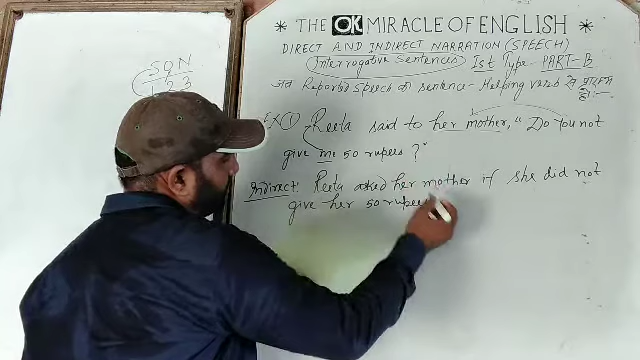 * THE OK MIRACLE OF ENGLISH *
DIRECT AND INDIRECT NARRATION (SPEECH)
Interrogative Sentences Ist Type PART-B
जब Reported Speech का sentence - Helping verb से प्रारम्भ
हो:-
SON
1 2 3
EX ① Reeta said to her mother, "Do you not
give me 50 rupees ?"
Indirect: Reeta asked her mother if she did not
give her 50 rupees